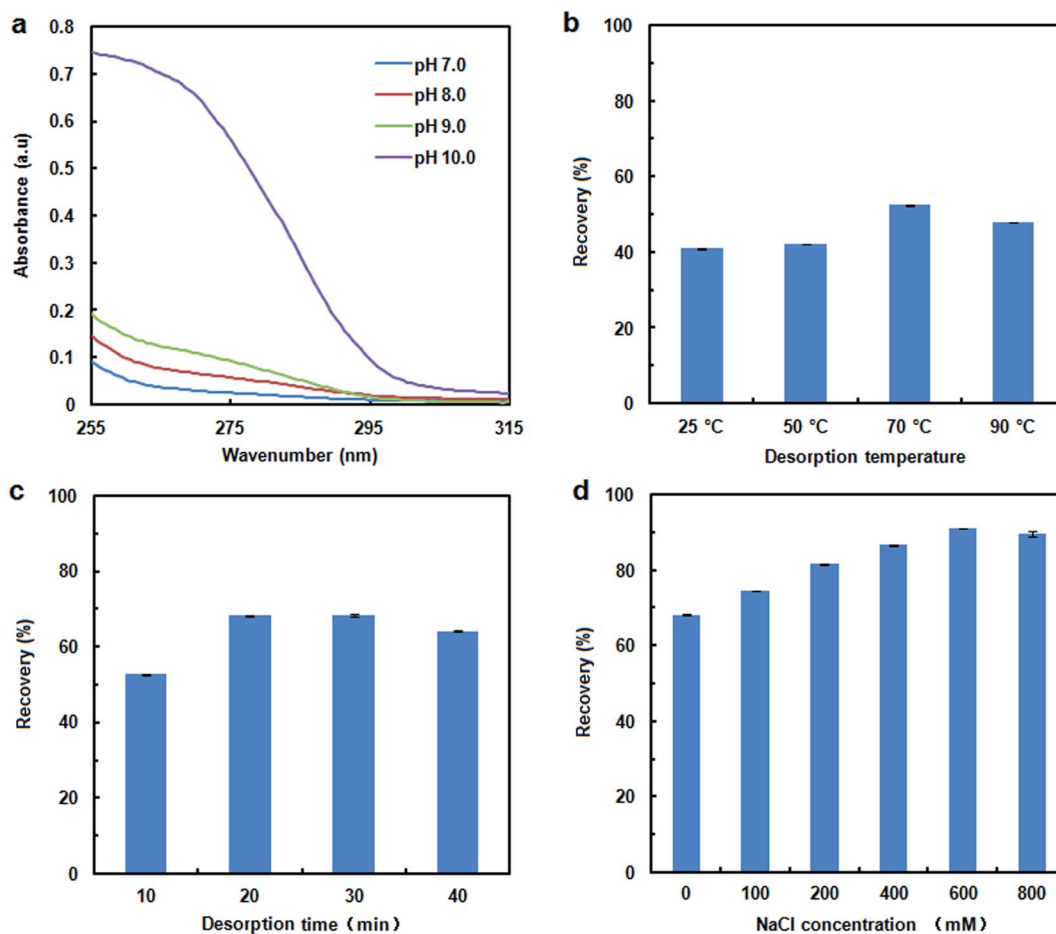 a
0.8
0.7
0.6
0.5
0.4
0.3
0.2
0.1
0
Absorbance (a.u)
pH 7.0
pH 8.0
pH 9.0
pH 10.0
255 275 295 315
Wavenumber (nm)
b
100
80
60
40
20
0
Recovery (%)
25 °C 50 °C 70 °C 90 °C
Desorption temperature
c
100
80
60
40
20
0
Recovery (%)
10 20 30 40
Desorption time（min）
d
100
80
60
40
20
0
Recovery (%)
0 100 200 400 600 800
NaCl concentration （mM）